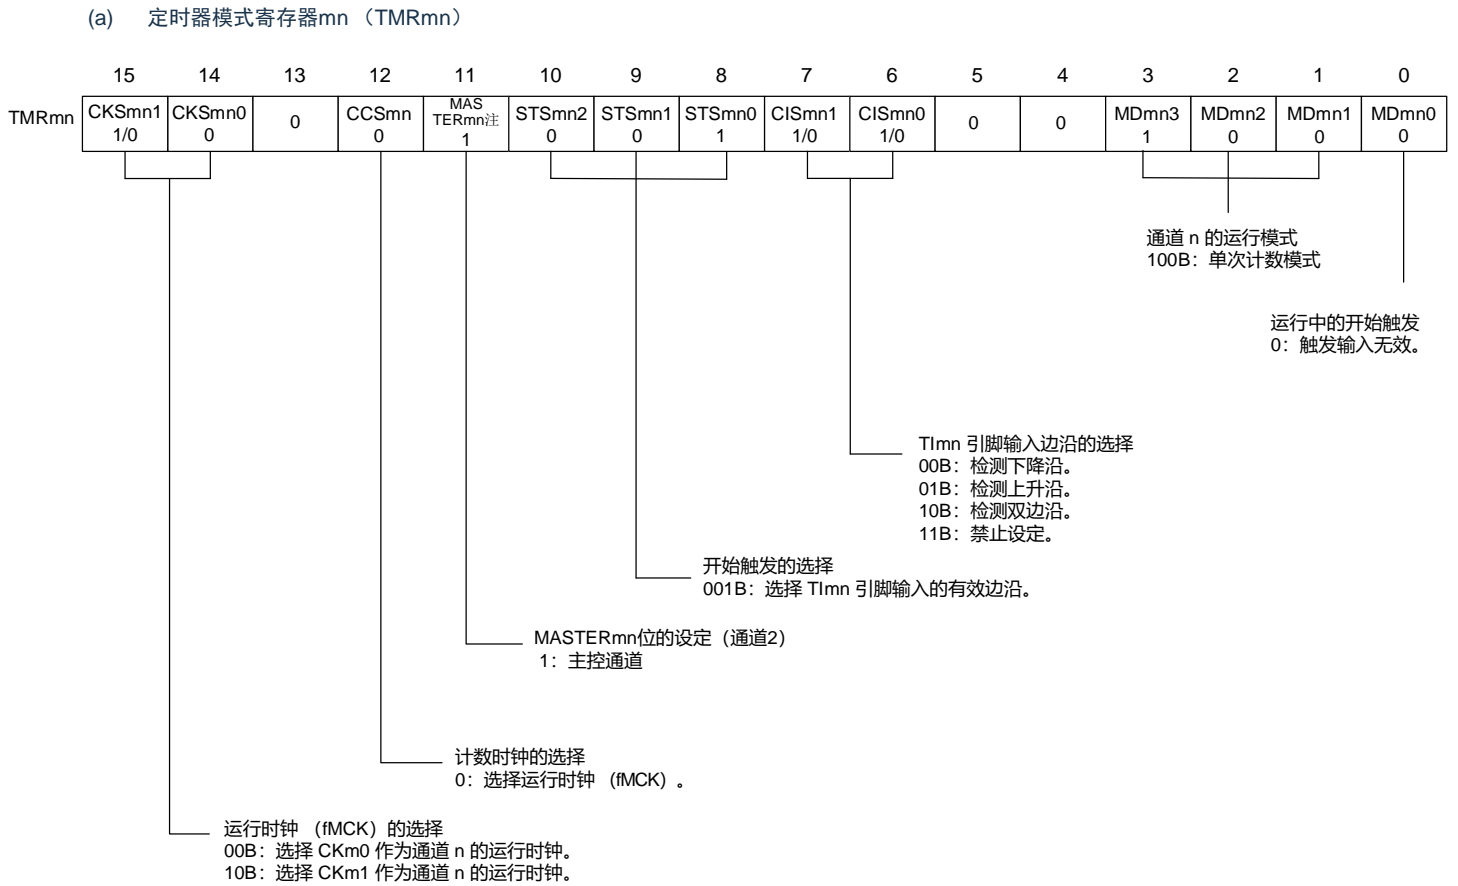 (a) 定时器模式寄存器mn （TMRmn）
15 14 13 12 11 10 9 8 7 6 5 4 3 2 1 0
TMRmn CKSmn1 CKSmn0 0 CCSmn MAS STSmn2 STSmn1 STSmn0 CISmn1 CISmn0 0 0 MDmn3 MDmn2 MDmn1 MDmn0
TERmn注
1/0 0 0 1 0 0 1 1/0 1/0 1 0 0 0
通道 n 的运行模式
100B：单次计数模式
运行中的开始触发
0：触发输入无效。
TImn 引脚输入边沿的选择
00B：检测下降沿。
01B：检测上升沿。
10B：检测双边沿。
11B：禁止设定。
开始触发的选择
001B：选择 TImn 引脚输入的有效边沿。
MASTERmn位的设定（通道2）
1：主控通道
计数时钟的选择
0：选择运行时钟 （fMCK）。
运行时钟 （fMCK）的选择
00B：选择 CKm0 作为通道 n 的运行时钟。
10B：选择 CKm1 作为通道 n 的运行时钟。